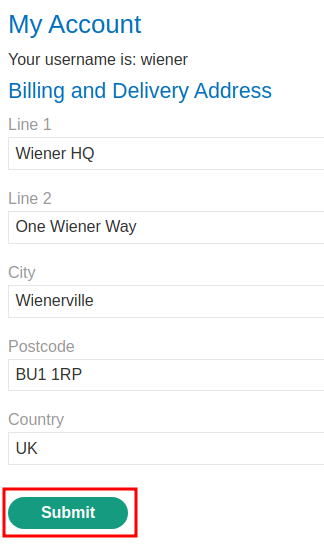 My Account
Your username is: wiener
Billing and Delivery Address
Line 1
Wiener HQ
Line 2
One Wiener Way
City
Wienerville
Postcode
BU1 1RP
Country
UK
Submit